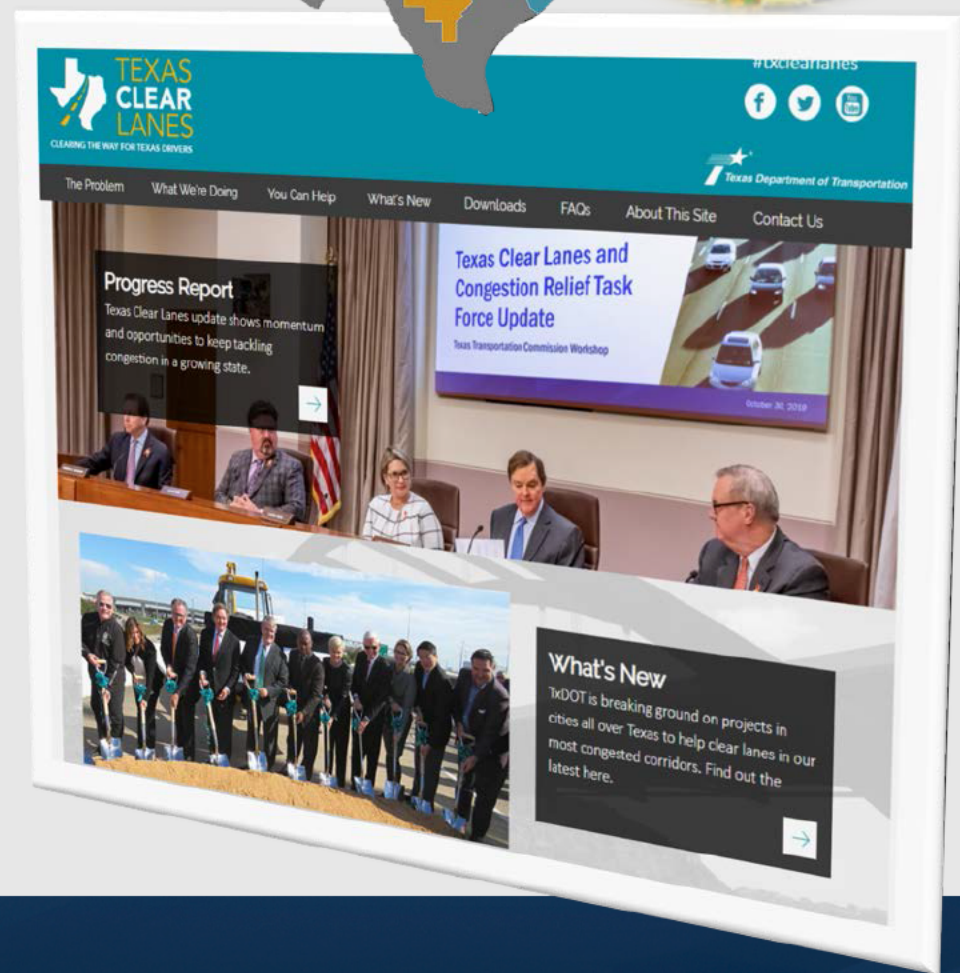 #txclearlanes
TEXAS
CLEAR
LANES
CLEARING THE WAY FOR TEXAS DRIVERS
Texas Department of Transportation
The Problem
What We're Doing
You Can Help
What's New
Downloads
FAQs
About This Site
Contact Us
Progress Report
Texas Clear Lanes update shows momentum
and opportunities to keep tackling
congestion in a growing state.
Texas Clear Lanes and
Congestion Relief Task
Force Update
Texas Transportation Commission Workshop
October 30, 2019
What's New
TxDOT is breaking ground on projects in
cities all over Texas to help clear lanes in our
most congested corridors. Find out the
latest here.